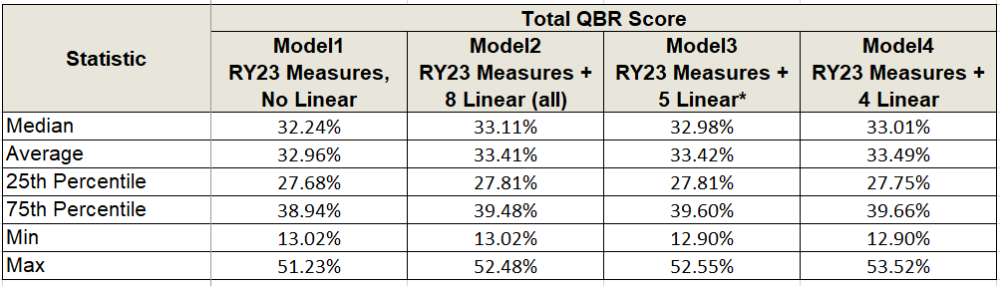 Total QBR Score
Statistic
Model1
RY23 Measures,
No Linear
Model2
RY23 Measures +
8 Linear (all)
Model3
RY23 Measures +
5 Linear*
Model4
RY23 Measures +
4 Linear
Median 32.24% 33.11% 32.98% 33.01%
Average 32.96% 33.41% 33.42% 33.49%
25th Percentile 27.68% 27.81% 27.81% 27.75%
75th Percentile 38.94% 39.48% 39.60% 39.66%
Min 13.02% 13.02% 12.90% 12.90%
Max 51.23% 52.48% 52.55% 53.52%